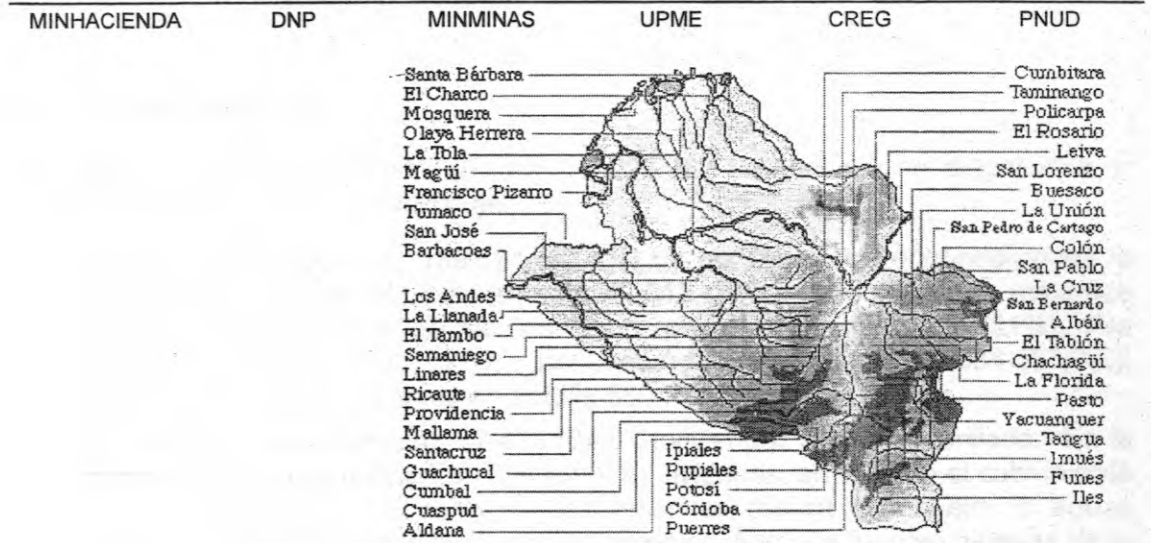 MINHACIENDA DNP MINMINAS UPME CREG PNUD
Santa Bárbara
El Charco
Mosquera
Olaya Herrera
La Tola
Magüí
Francisco Pizarro
Tumaco
San José
Barbacoas
Los Andes
La Llanada
El Tambo
Samaniego
Linares
Ricaute
Providencia
Mallama
Santacruz
Guachucal
Cumbal
Cuaspud
Aldana
Ipiales
Pupiales
Potosí
Córdoba
Puerres
Cumbitara
Taminango
Policarpa
El Rosario
Leiva
San Lorenzo
Buesaco
La Unión
San Pedro de Cartago
Colón
San Pablo
La Cruz
San Bernardo
Albán
El Tablón
Chachagüí
La Florida
Pasto
Yacuanquer
Tangua
Imués
Funes
Iles